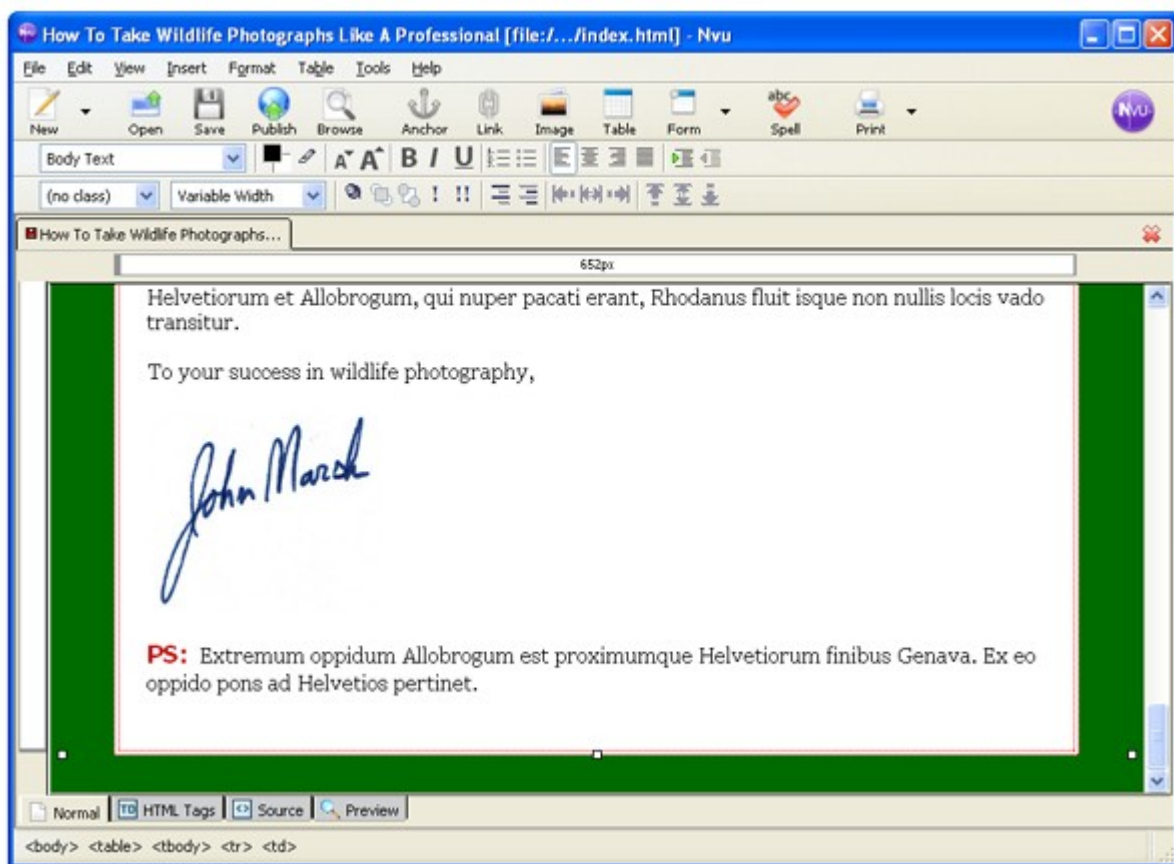 How To Take Wildlife Photographs Like A Professional [file:/.../index.html] - Nvu
File Edit View Insert Format Table Tools Help
New Open Save Publish Browse Anchor Link Image Table Form Spell Print
Body Text
(no class) Variable Width
How To Take Wildlife Photographs...
652px
Helvetiorum et Allobrogum, qui nuper pacati erant, Rhodanus fluit isque non nullis locis vado
transitur.
To your success in wildlife photography,
John Marsh
PS: Extremum oppidum Allobrogum est proximumque Helvetiorum finibus Genava. Ex eo
oppido pons ad Helvetios pertinet.
Normal HTML Tags Source Preview
<body> <table> <tbody> <tr> <td>